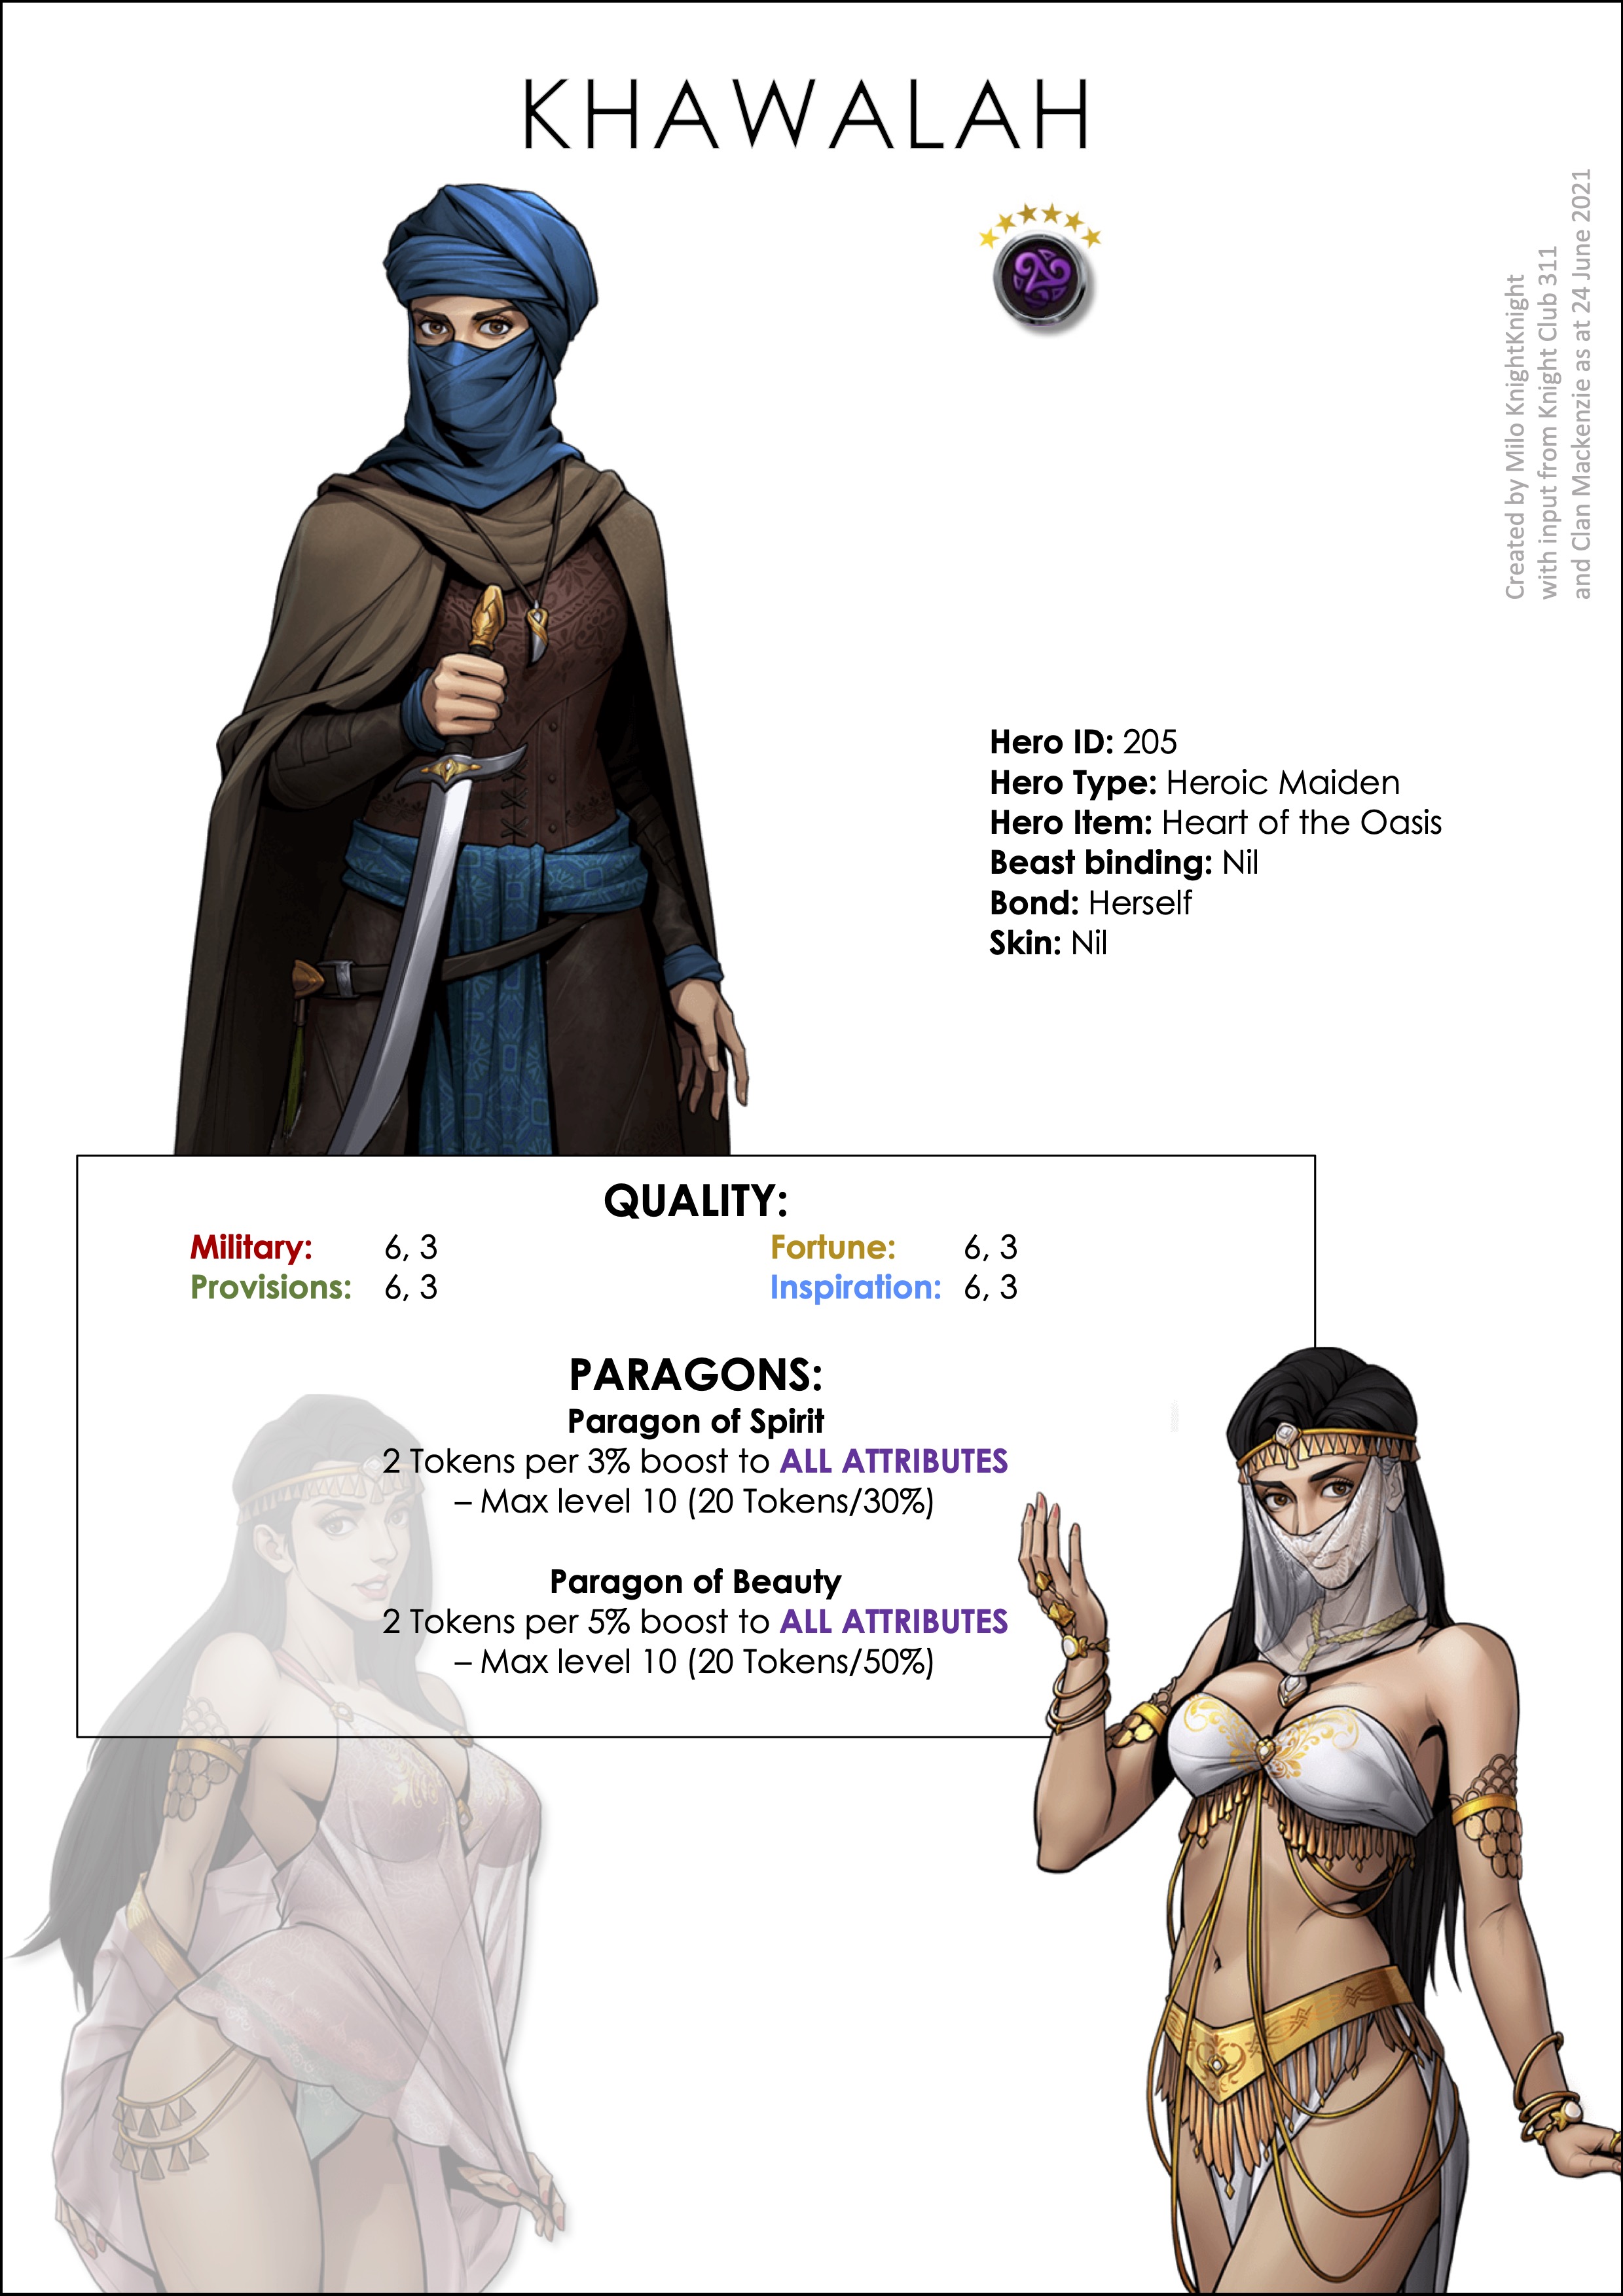 KHAWALAH
Created by Milo KnightKnight
with input from Knight Club 311
and Clan Mackenzie as at 24 June 2021
Hero ID: 205
Hero Type: Heroic Maiden
Hero Item: Heart of the Oasis
Beast binding: Nil
Bond: Herself
Skin: Nil
QUALITY:
Military: 6, 3
Fortune: 6, 3
Provisions: 6, 3
Inspiration: 6, 3
PARAGONS:
Paragon of Spirit
2 Tokens per 3% boost to ALL ATTRIBUTES
– Max level 10 (20 Tokens/30%)
Paragon of Beauty
2 Tokens per 5% boost to ALL ATTRIBUTES
– Max level 10 (20 Tokens/50%)